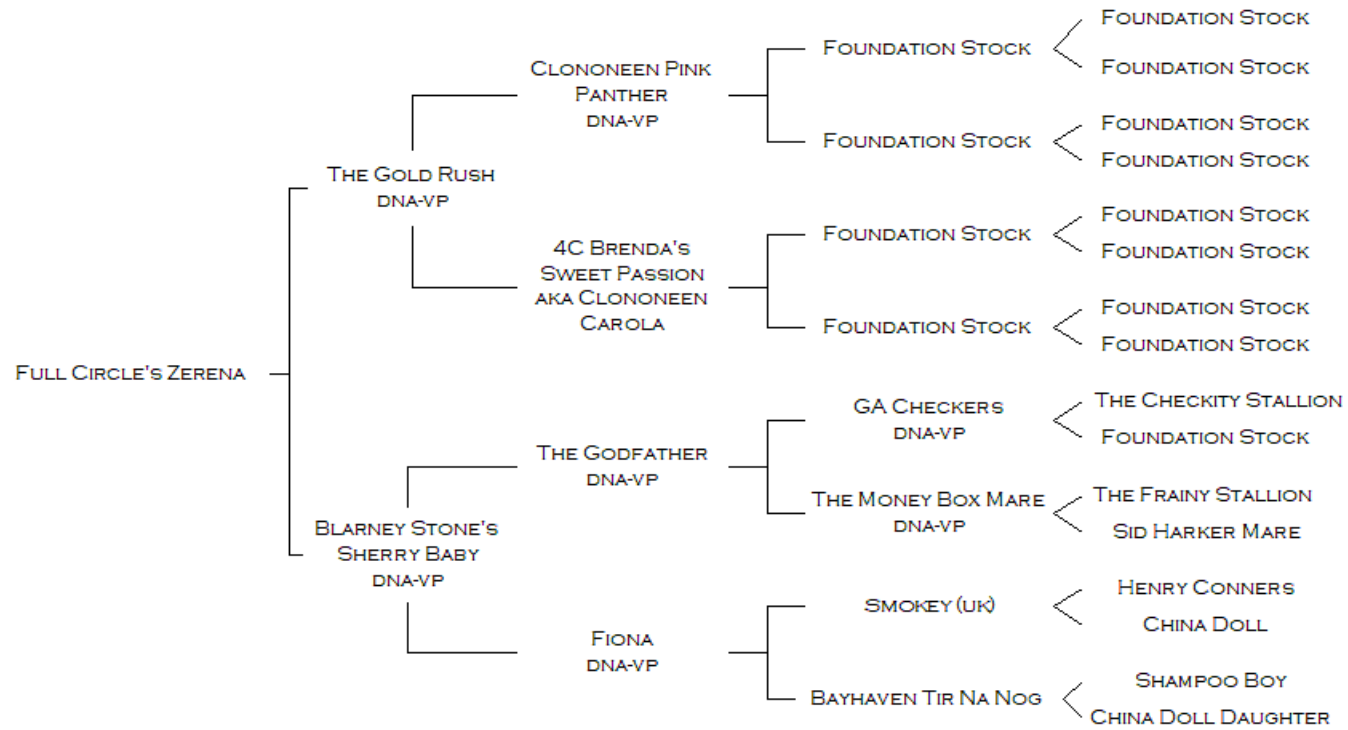 Foundation Stock
Foundation Stock
Foundation Stock
Clononeen Pink
Panther
DNA-VP
Foundation Stock
Foundation Stock
Foundation Stock
The Gold Rush
DNA-VP
4C Brenda's
Sweet Passion
aka Clononeen
Carola
Foundation Stock
Foundation Stock
Foundation Stock
Foundation Stock
Foundation Stock
Foundation Stock
Full Circle's Zerena
GA Checkers
DNA-VP
The Checkity Stallion
Foundation Stock
The Godfather
DNA-VP
The Money Box Mare
DNA-VP
The Frainy Stallion
Sid Harker Mare
Blarney Stone's
Sherry Baby
DNA-VP
Smokey (UK)
Henry Conners
China Doll
Fiona
DNA-VP
Bayhaven Tir Na Nog
Shampoo Boy
China Doll Daughter